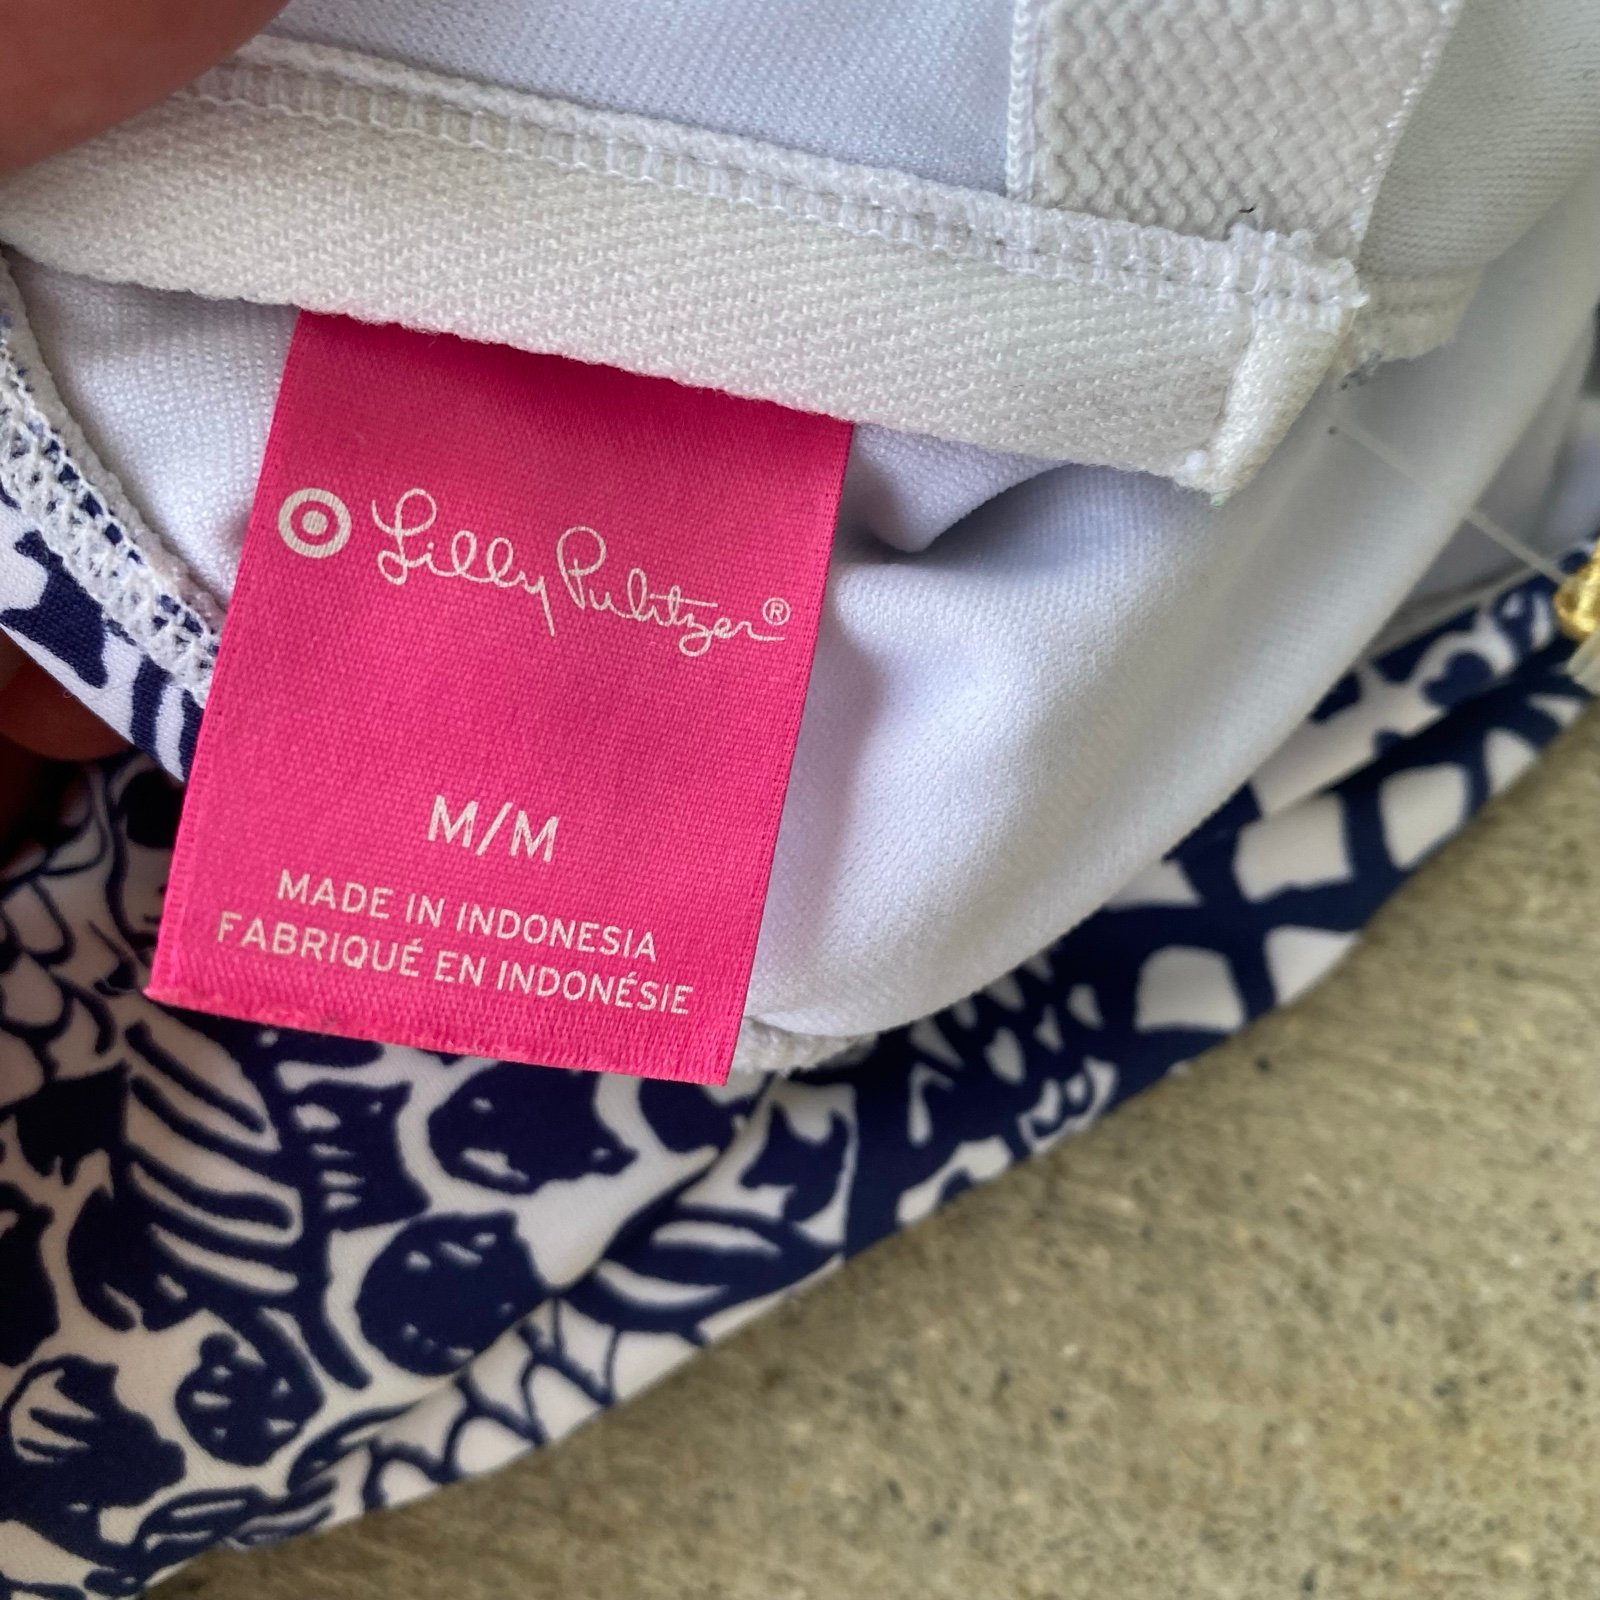 Lilly Pulitzer®
M/M
MADE IN INDONESIA
FABRIQUÉ EN INDONÉSIE